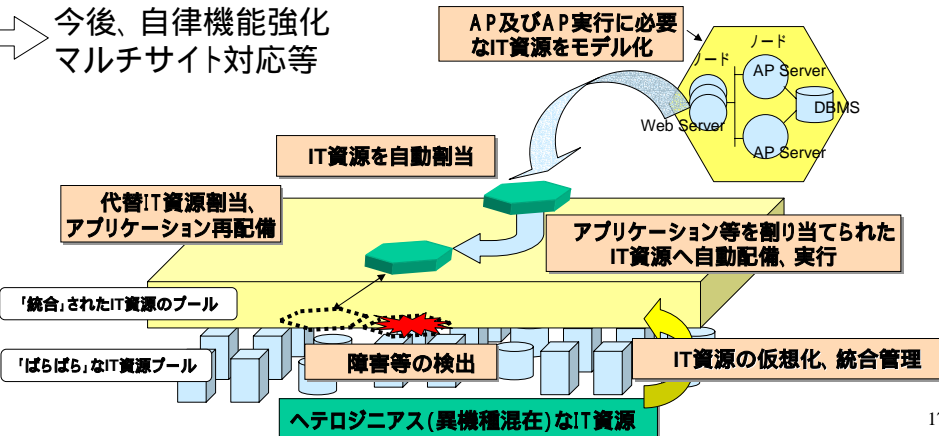 今後、自律機能強化
マルチサイト対応等
AP及びAP実行に必要
なIT資源をモデル化
ノード
ノード
AP Server
DBMS
Web Server
AP Server
IT資源を自動割当
代替IT資源割当、
アプリケーション再配備
アプリケーション等を割り当てられた
IT資源へ自動配備、実行
「統合」されたIT資源のプール
「ばらばら」なIT資源プール
障害等の検出
IT資源の仮想化、統合管理
ヘテロジニアス(異機種混在)なIT資源
17